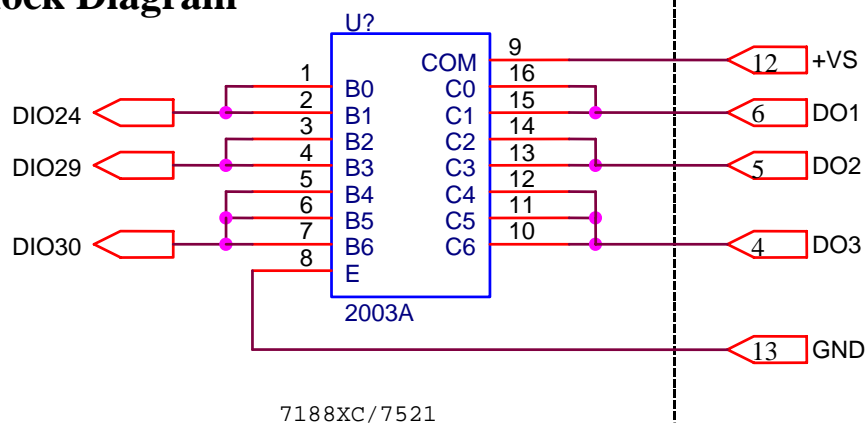 ock Diagram
U?
COM 9 12 +VS
1 B0 C0 16
DIO24 2 B1 C1 15 6 DO1
3 B2 C2 14
DIO29 4 B3 C3 13 5 DO2
5 B4 C4 12
6 B5 C5 11
DIO30 7 B6 C6 10 4 DO3
8 E
2003A
13 GND
7188XC/7521